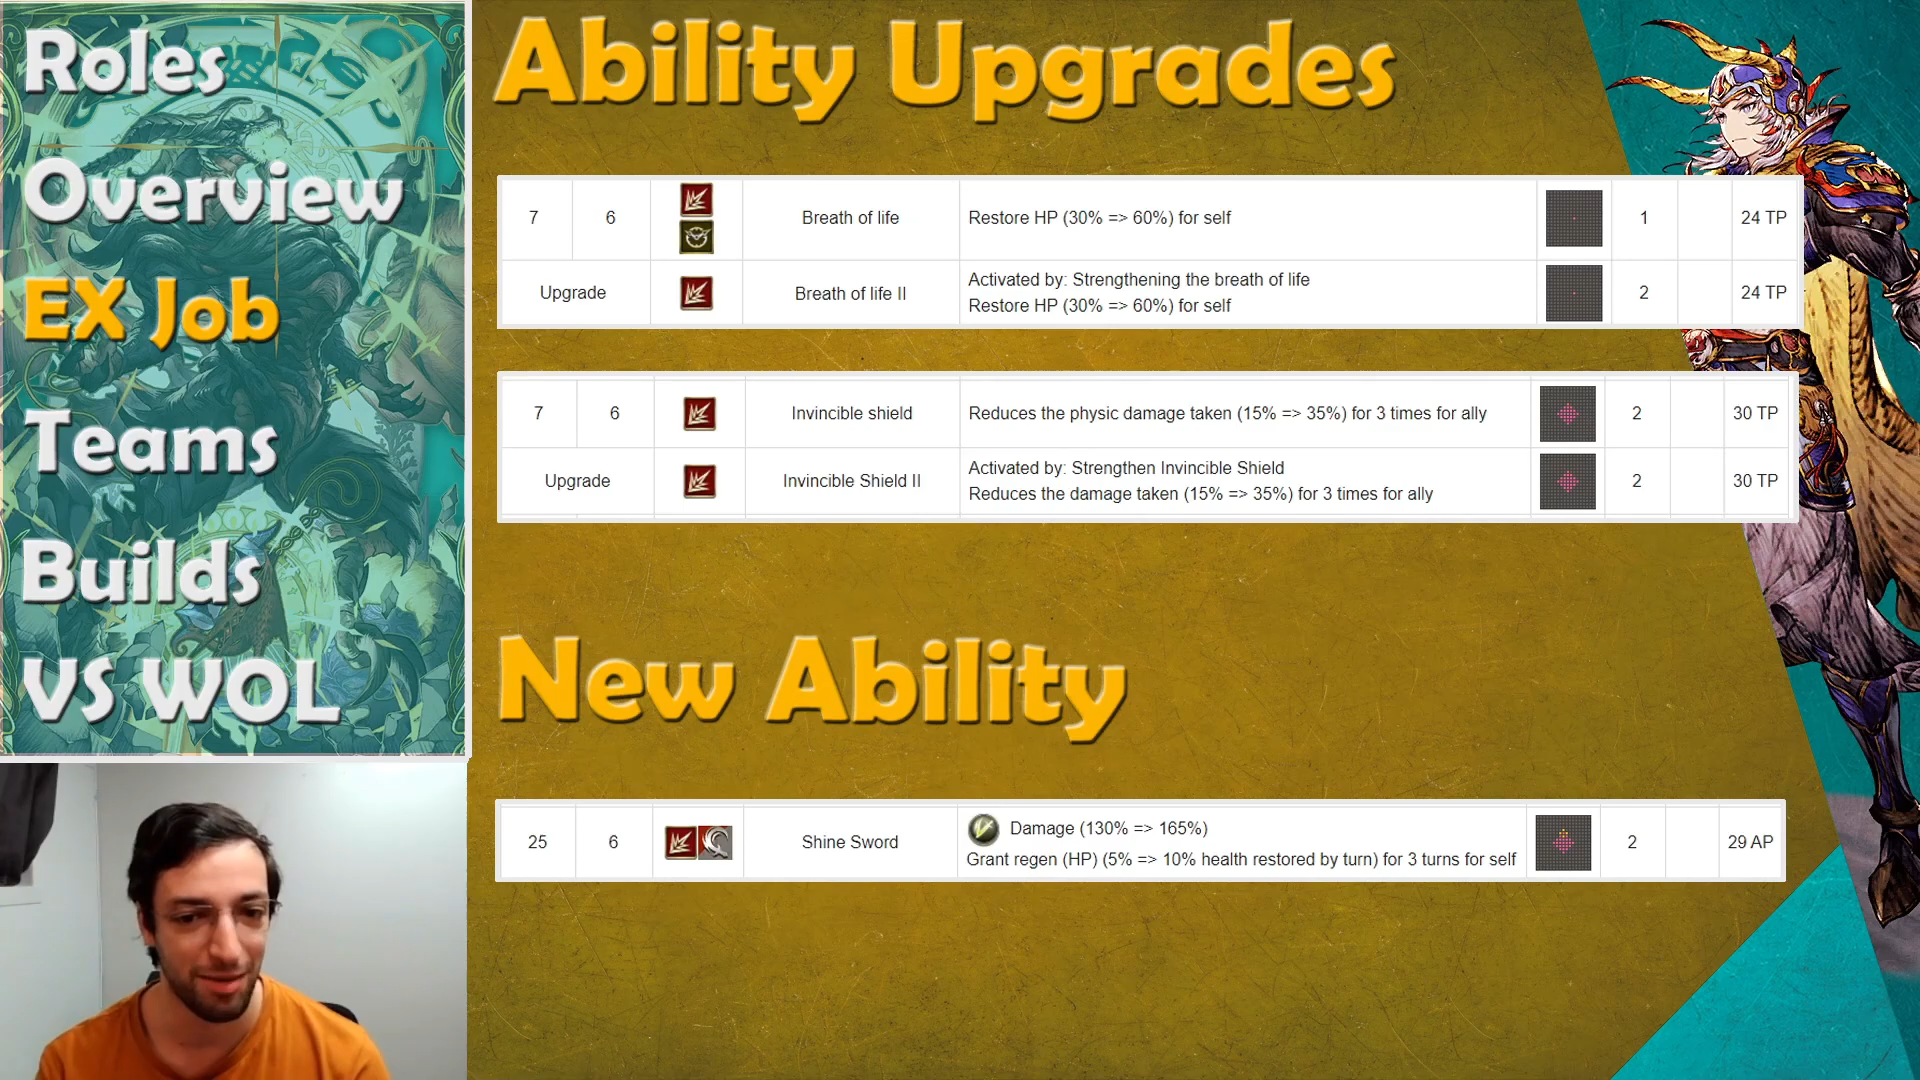 Roles
Overview
EX Job
Teams
Builds
VS WOL
Ability Upgrades
7 6 Breath of life Restore HP (30% => 60%) for self 1 24 TP
Upgrade Breath of life II Activated by: Strengthening the breath of life
Restore HP (30% => 60%) for self 2 24 TP
7 6 Invincible shield Reduces the physic damage taken (15% => 35%) for 3 times for ally 2 30 TP
Upgrade Invincible Shield II Activated by: Strengthen Invincible Shield
Reduces the damage taken (15% => 35%) for 3 times for ally 2 30 TP
New Ability
25 6 Shine Sword Damage (130% => 165%)
Grant regen (HP) (5% => 10% health restored by turn) for 3 turns for self 2 29 AP